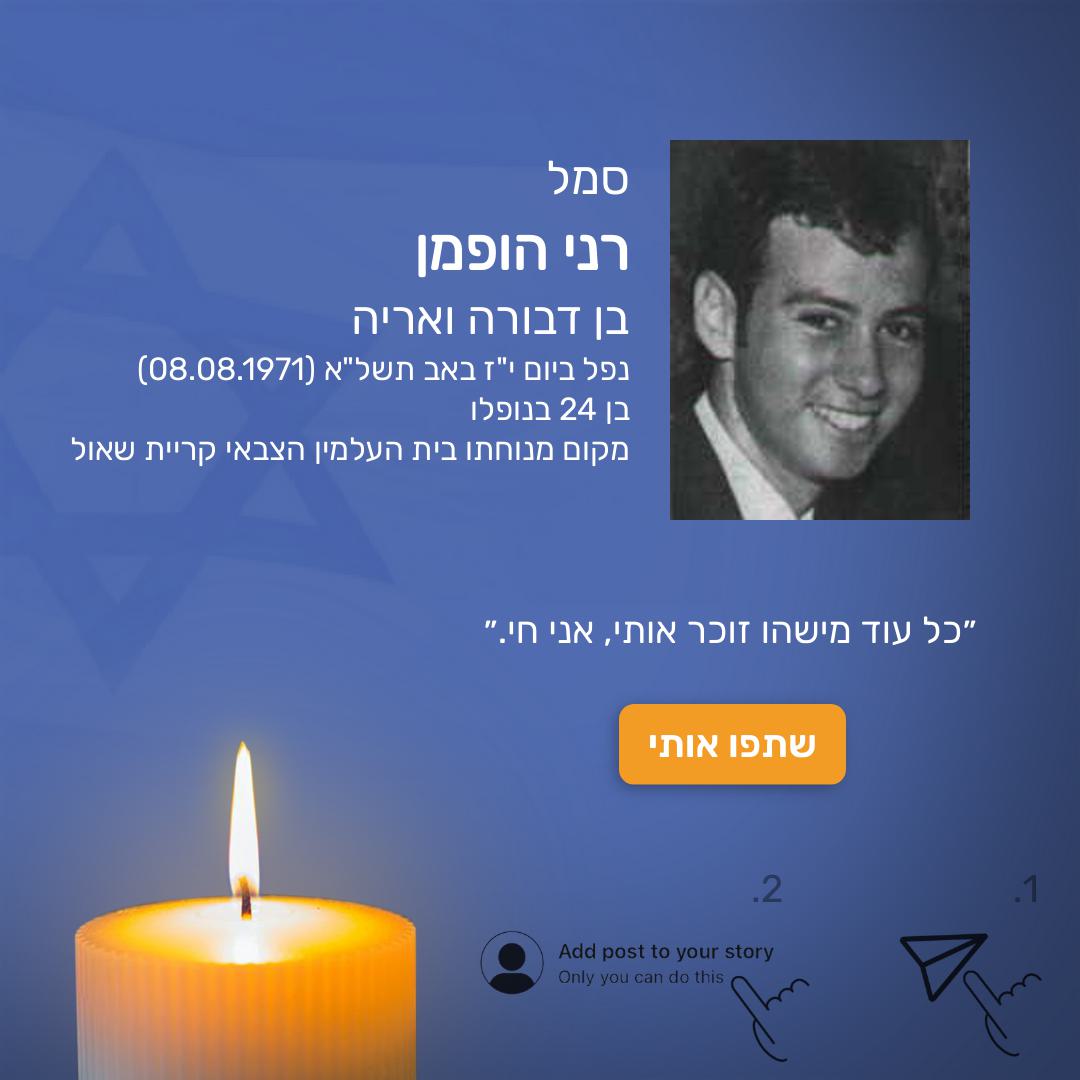 סמל
רני הופמן
בן דבורה ואריה
נפל ביום י"ז באב תשל"א (08.08.1971)
בן 24 בנופלו
מקום מנוחתו בית העלמין הצבאי קריית שאול
״כל עוד מישהו זוכר אותי, אני חי.״
שתפו אותי
.1
.2
Add post to your story
Only you can do this